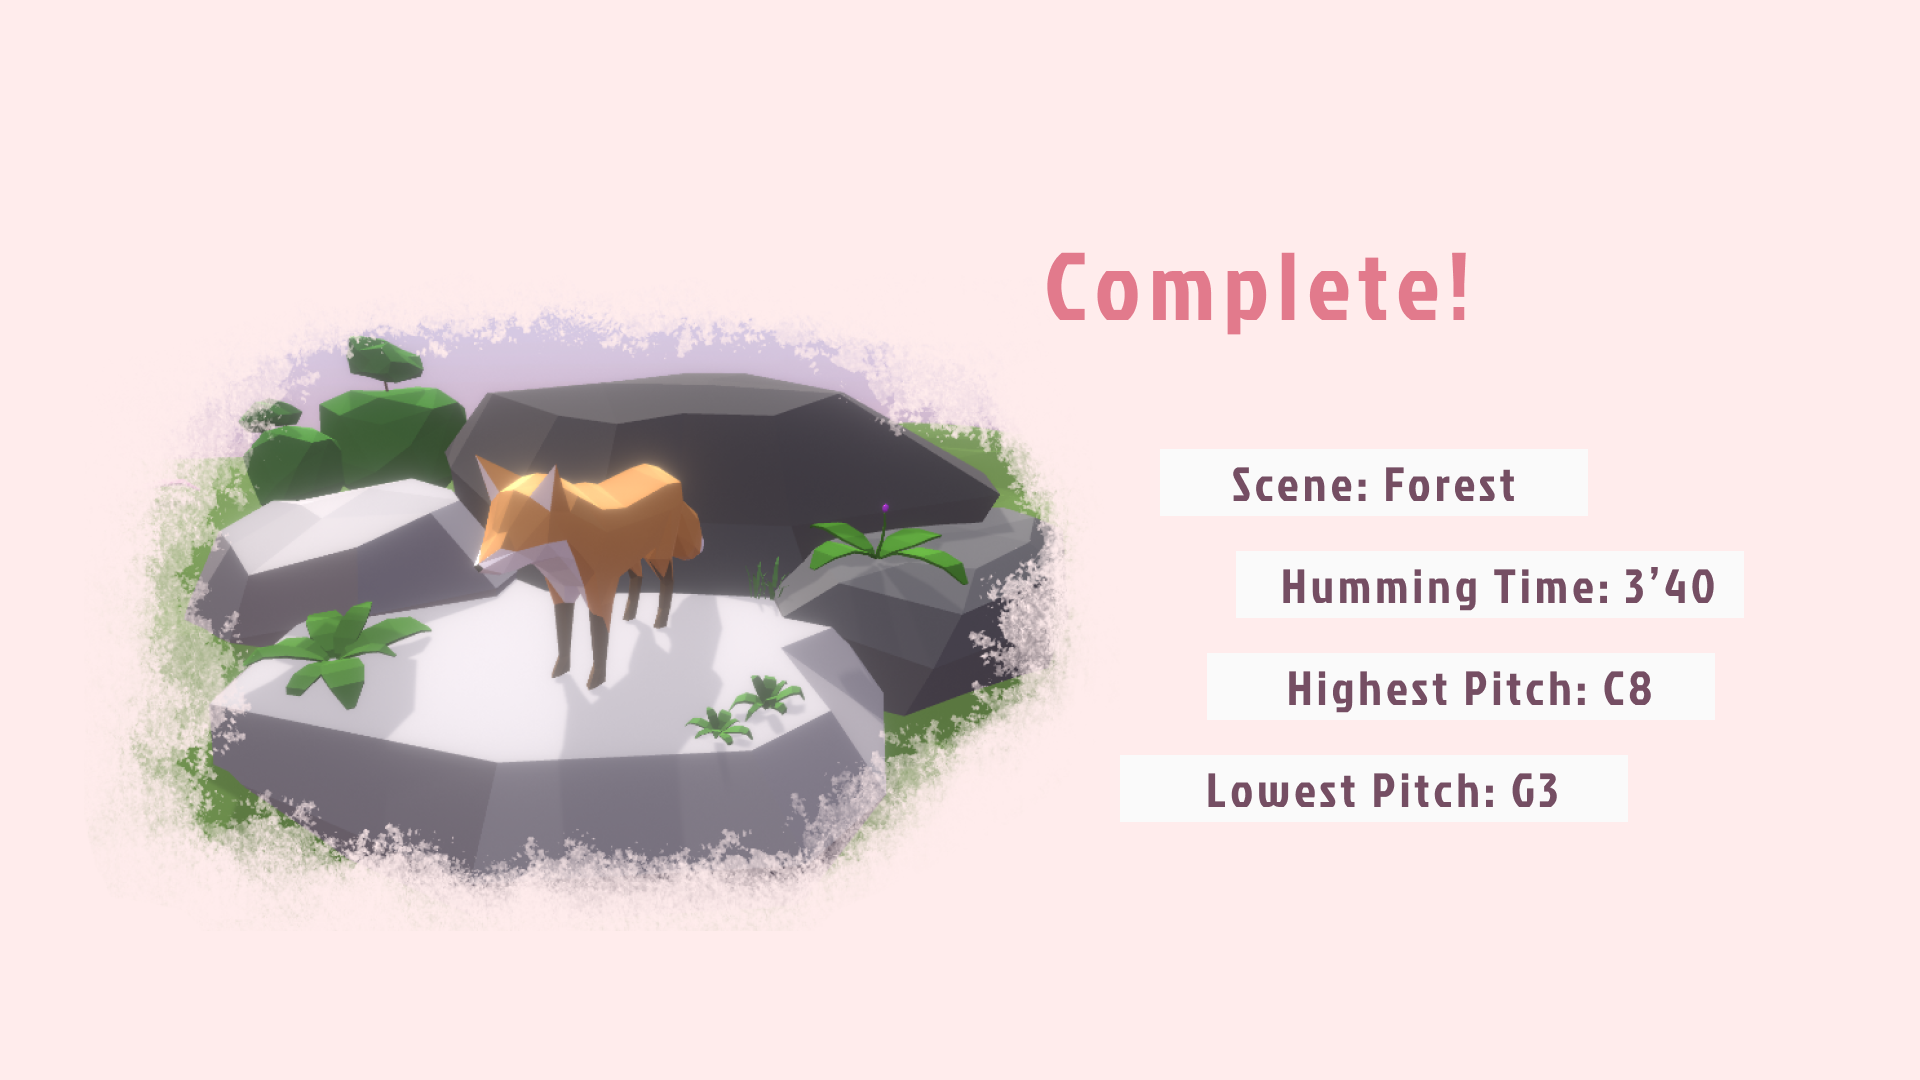 Complete!
Scene: Forest
Humming Time: 3’40
Highest Pitch: C8
Lowest Pitch: G3